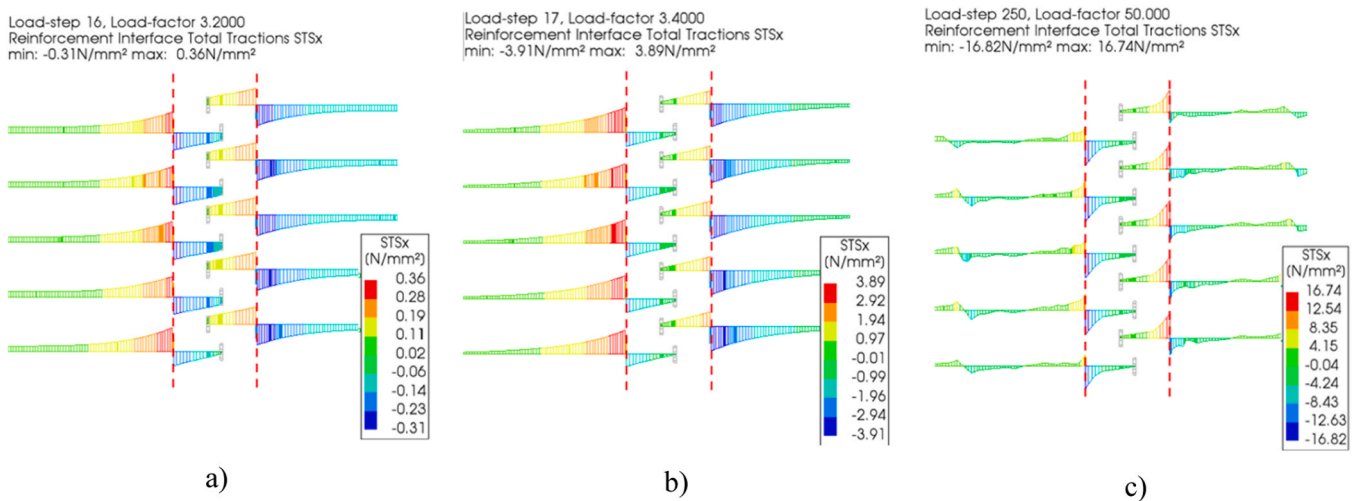 Load-step 16, Load-factor 3.2000
Reinforcement Interface Total Tractions STSx
min: -0.31N/mm² max: 0.36N/mm²
STSx
(N/mm²)
0.36
0.28
0.19
0.11
0.02
-0.06
-0.14
-0.23
-0.31
a)
Load-step 17, Load-factor 3.4000
Reinforcement Interface Total Tractions STSx
min: -3.91N/mm² max: 3.89N/mm²
STSx
(N/mm²)
3.89
2.92
1.94
0.97
-0.01
-0.99
-1.96
-2.94
-3.91
b)
Load-step 250, Load-factor 50.000
Reinforcement Interface Total Tractions STSx
min: -16.82N/mm² max: 16.74N/mm²
STSx
(N/mm²)
16.74
12.54
8.35
4.15
-0.04
-4.24
-8.43
-12.63
-16.82
c)